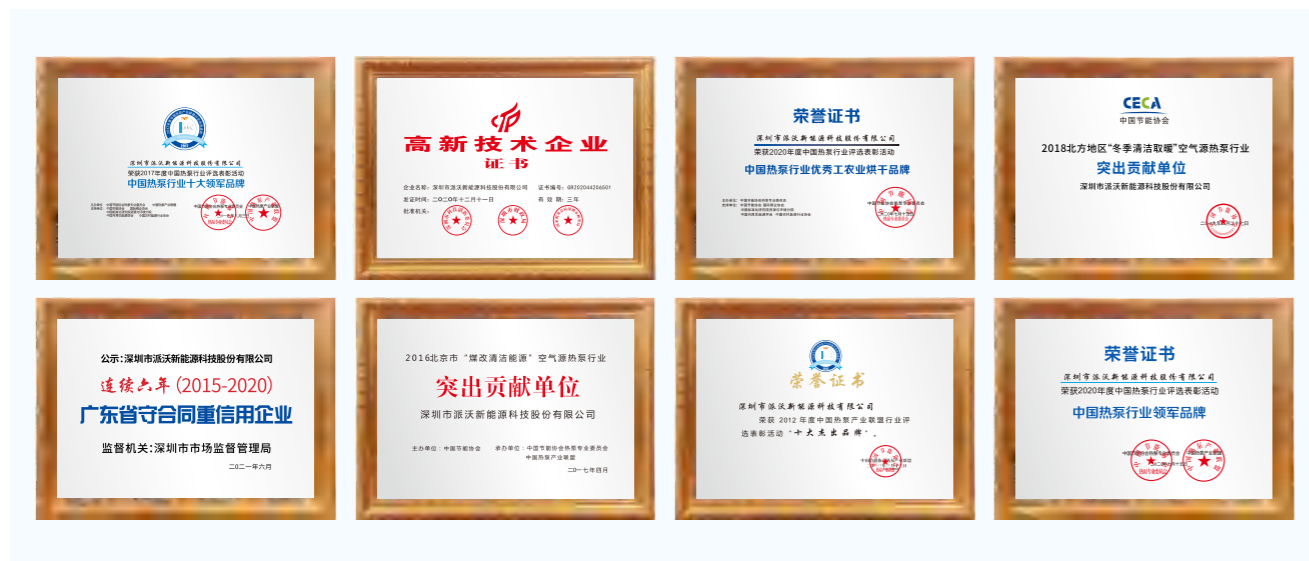 深圳市派沃新能源科技股份有限公司
荣获2017年度中国热泵行业评选表彰活动
中国热泵行业十大领军品牌
高新技术企业
证书
企业名称：深圳市派沃新能源科技股份有限公司
证书编号：GR202044206001
发证时间：二〇二〇年十二月十一日
有 效 期：三年
批准机关：
荣誉证书
深圳市派沃新能源科技股份有限公司
荣获2020年度中国热泵行业评选表彰活动
中国热泵行业优秀工农业烘干品牌
CECA
中国节能协会
2018北方地区“冬季清洁取暖”空气源热泵行业
突出贡献单位
深圳市派沃新能源科技股份有限公司
公示：深圳市派沃新能源科技股份有限公司
连续六年(2015-2020)
广东省守合同重信用企业
监督机关：深圳市市场监督管理局
二〇二一年六月
2016北京市“煤改清洁能源”空气源热泵行业
突出贡献单位
深圳市派沃新能源科技股份有限公司
主办单位：中国节能协会
承办单位：中国节能协会热泵专业委员会
中国热泵产业联盟
二〇一七年四月
荣誉证书
深圳市派沃新能源科技有限公司
荣获 2012 年度中国热泵产业联盟行业评
选表彰活动“十大杰出品牌”。
荣誉证书
深圳市派沃新能源科技股份有限公司
荣获2020年度中国热泵行业评选表彰活动
中国热泵行业领军品牌